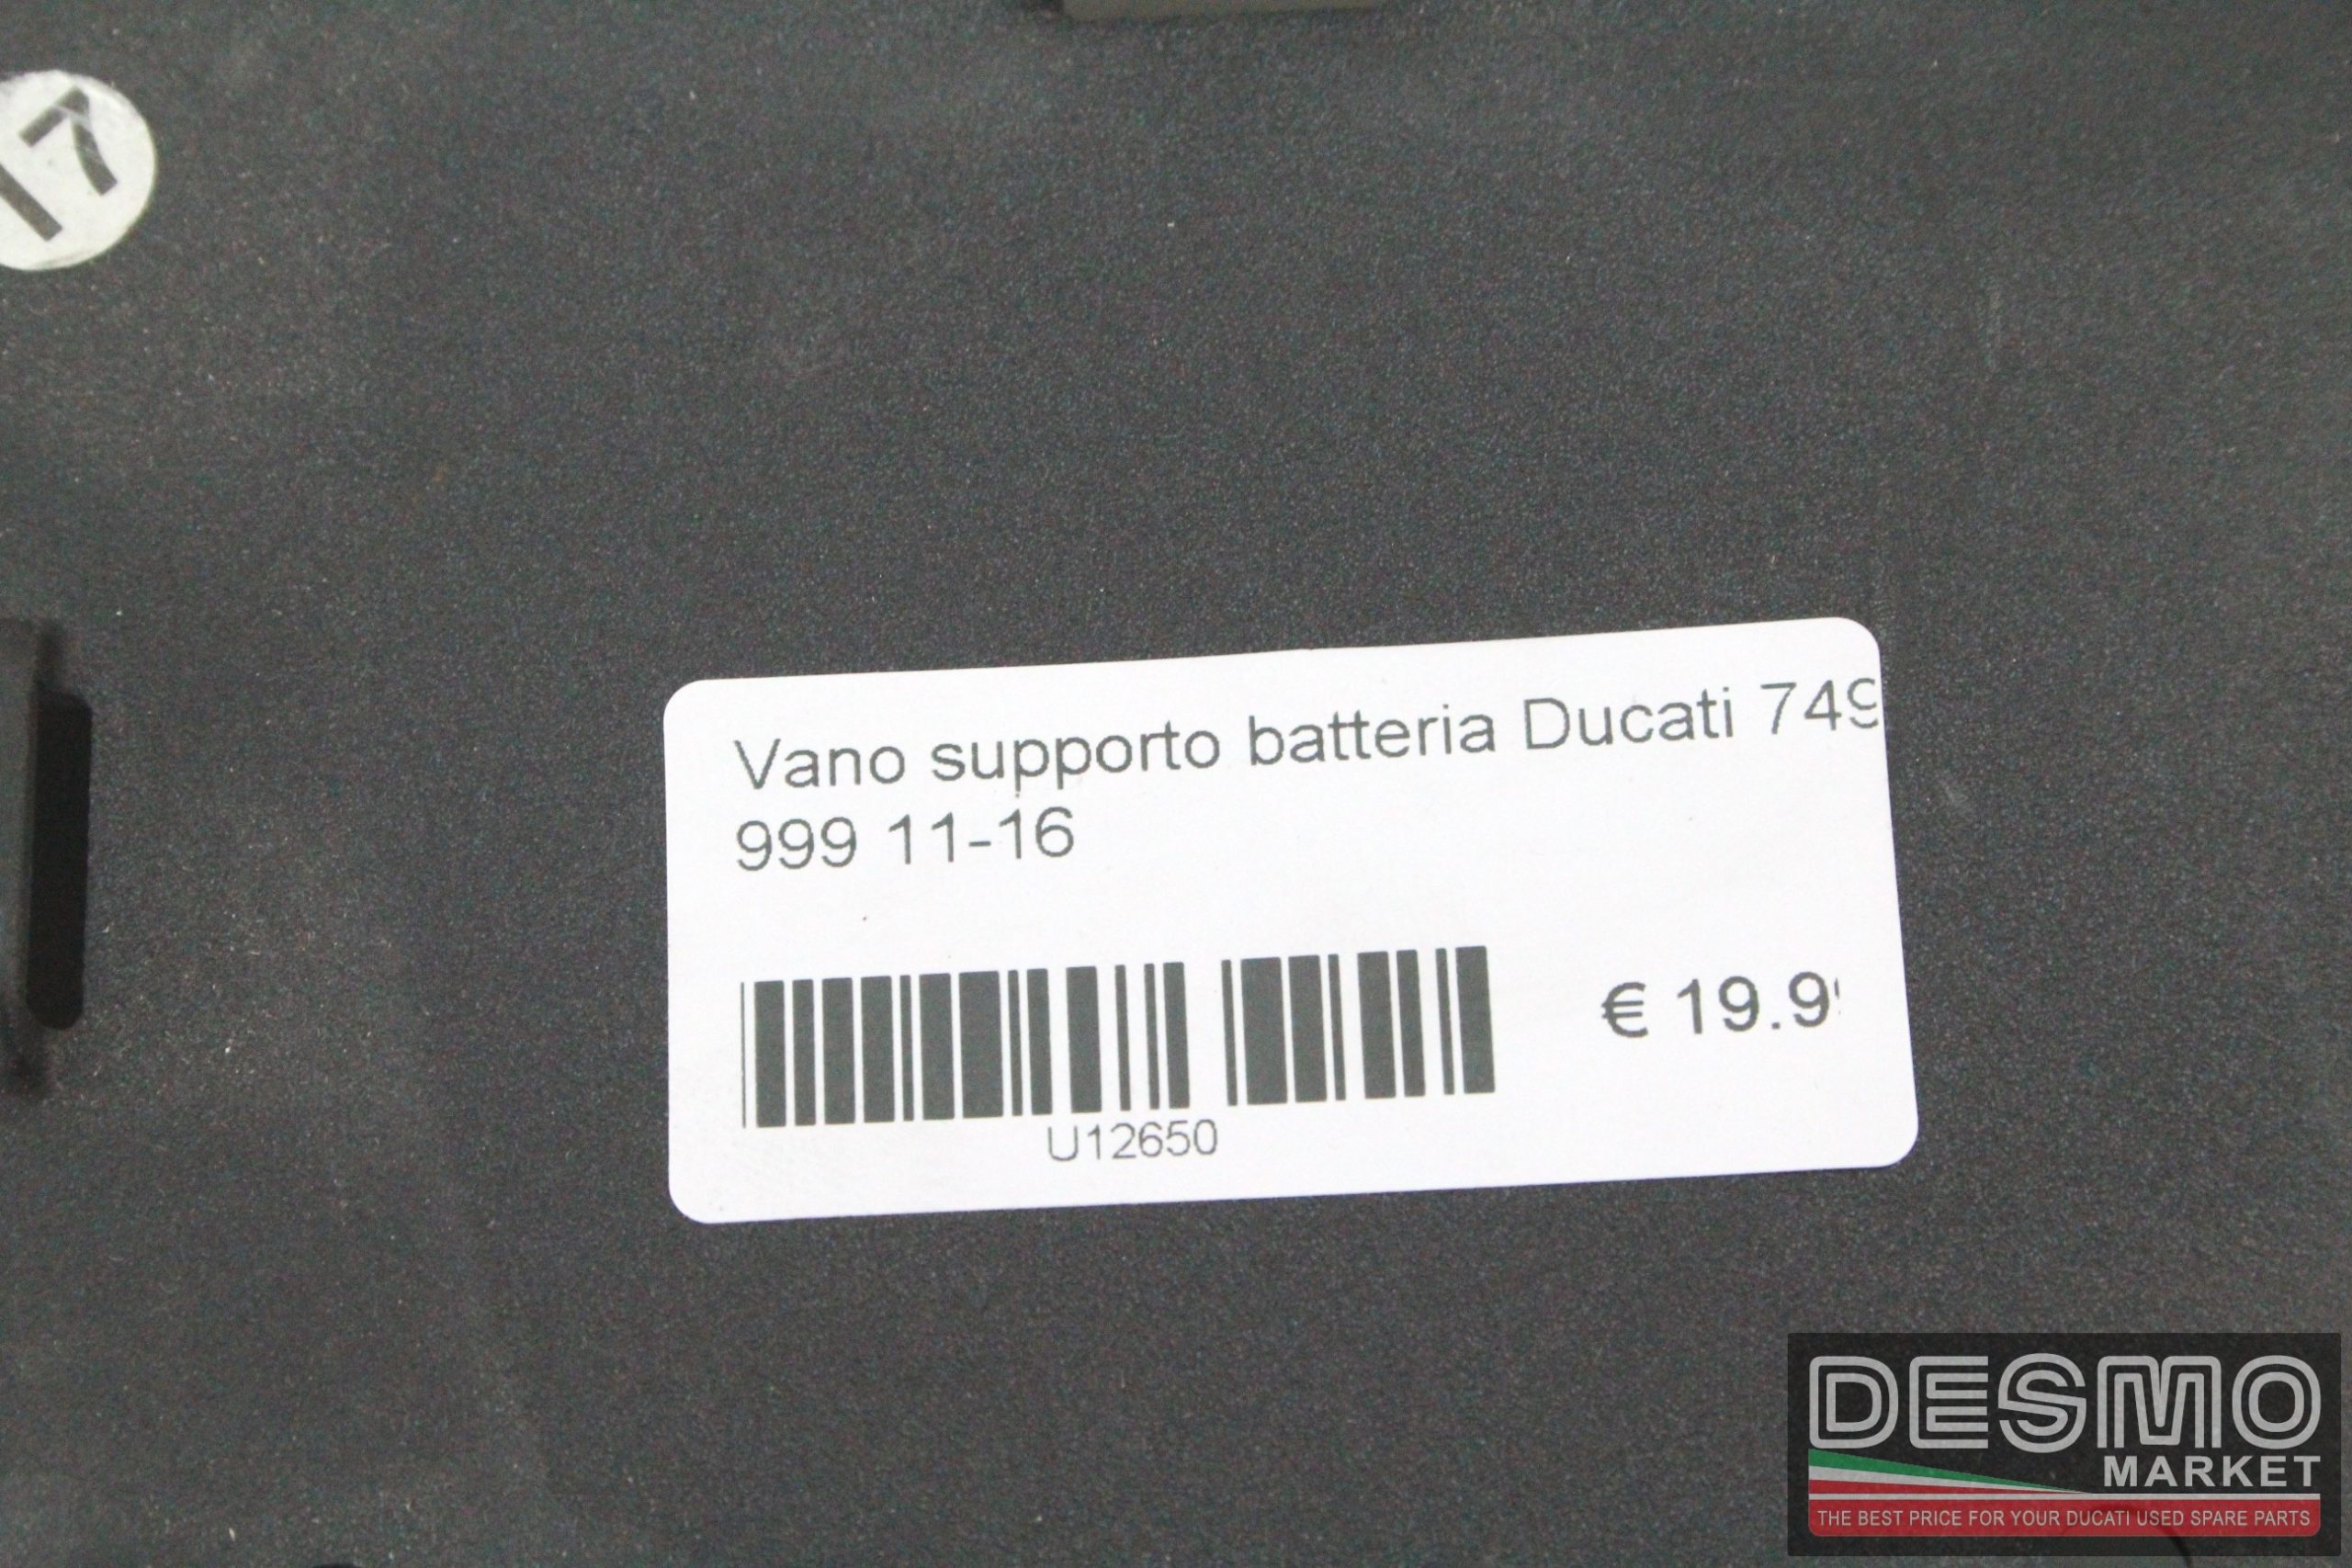 17
Vano supporto batteria Ducati 749
999 11-16
€ 19.9
U12650
DESMO
MARKET
THE BEST PRICE FOR YOUR DUCATI USED SPARE PARTS